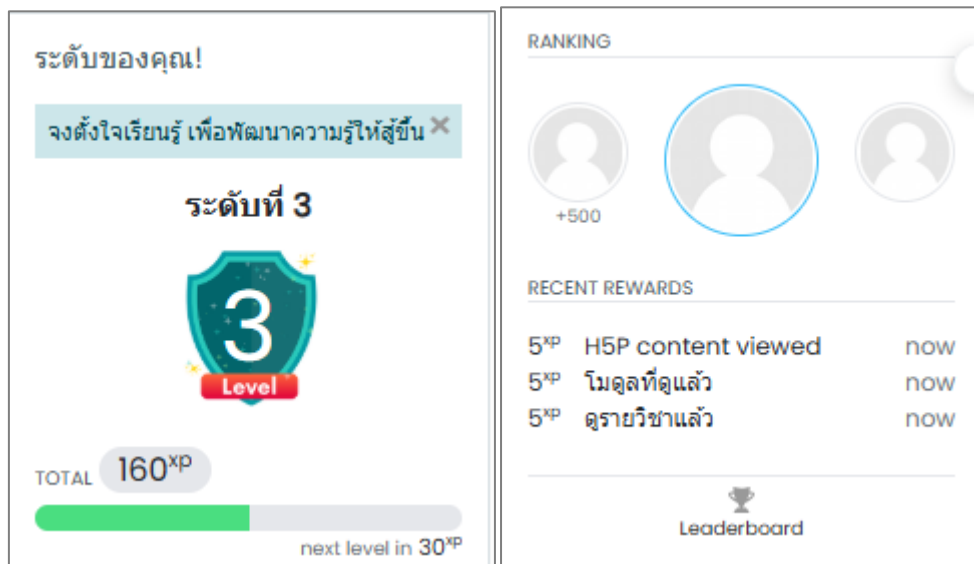 ระดับของคุณ!
จงตั้งใจเรียนรู้ เพื่อพัฒนาความรู้ให้สู้ขึ้น ×
ระดับที่ 3
3
Level
TOTAL 160xp
next level in 30xp
RANKING
+500
RECENT REWARDS
5xp H5P content viewed now
5xp โมดูลที่ดูแล้ว now
5xp ดูรายวิชาแล้ว now
Leaderboard